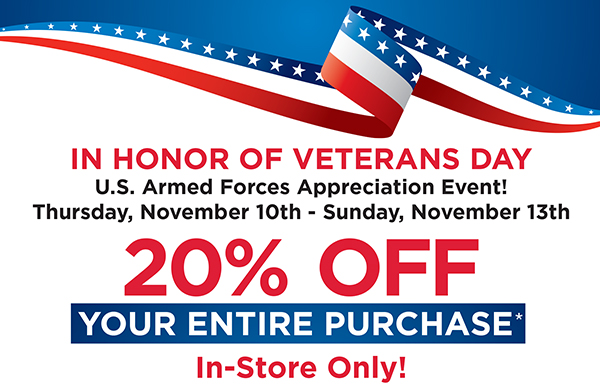 IN HONOR OF VETERANS DAY
U.S. Armed Forces Appreciation Event!
Thursday, November 10th - Sunday, November 13th
20% OFF
YOUR ENTIRE PURCHASE*
In-Store Only!